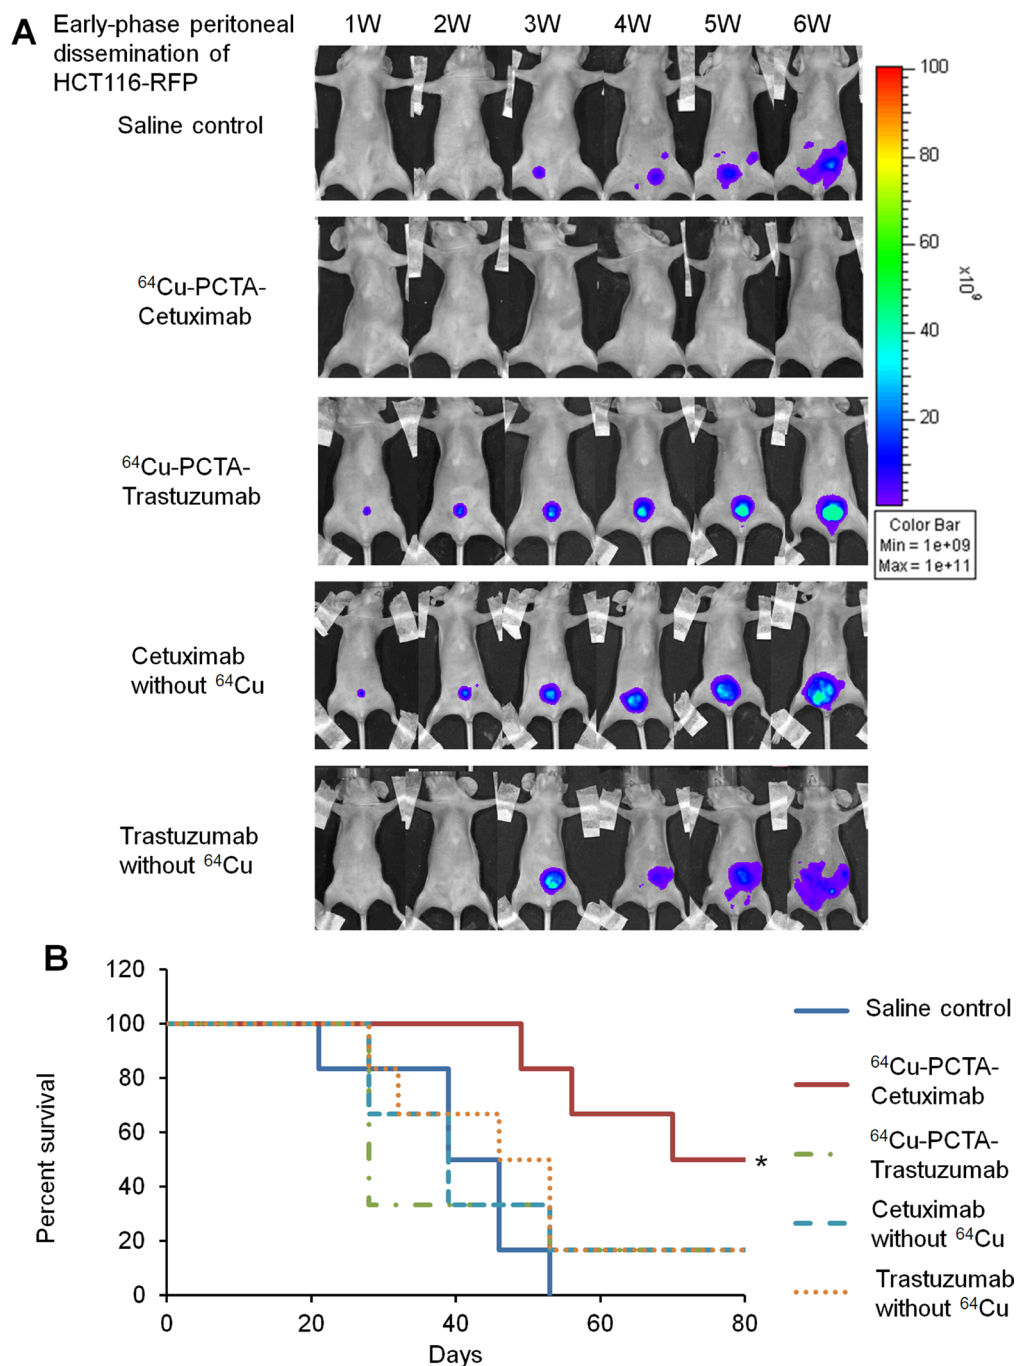 A
Early-phase peritoneal
dissemination of
HCT116-RFP
1W 2W 3W 4W 5W 6W
Saline control
⁶⁴Cu-PCTA-
Cetuximab
⁶⁴Cu-PCTA-
Trastuzumab
Cetuximab
without ⁶⁴Cu
Trastuzumab
without ⁶⁴Cu
100
80
60
x10⁹
40
20
Color Bar
Min = 1e+09
Max = 1e+11
B
120
100
80
60
40
20
0
Percent survival
0 20 40 60 80
Days
*
Saline control
⁶⁴Cu-PCTA-
Cetuximab
⁶⁴Cu-PCTA-
Trastuzumab
Cetuximab
without ⁶⁴Cu
Trastuzumab
without ⁶⁴Cu